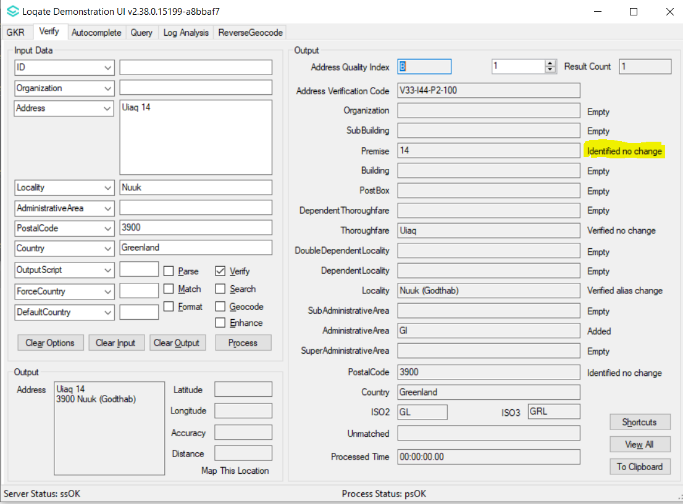 Loqate Demonstration UI v2.38.0.15199-a8bbaf7
GKR Verify Autocomplete Query Log Analysis ReverseGeocode
Input Data
ID
Organization
Address Uiaq 14
Locality Nuuk
AdministrativeArea
PostalCode 3900
Country Greenland
OutputScript Parse Verify
ForceCountry Match Search
DefaultCountry Format Geocode
Enhance
Clear Options Clear Input Clear Output Process
Output
Address Uiaq 14
3900 Nuuk (Godthab)
Latitude
Longitude
Accuracy
Distance
Map This Location
Output
Address Quality Index B 1 Result Count 1
Address Verification Code V33-I44-P2-100
Organization Empty
SubBuilding Empty
Premise 14 Identified no change
Building Empty
PostBox Empty
DependentThoroughfare Empty
Thoroughfare Uiaq Verified no change
DoubleDependentLocality Empty
DependentLocality Empty
Locality Nuuk (Godthab) Verified alias change
SubAdministrativeArea Empty
AdministrativeArea Gl Added
SuperAdministrativeArea Empty
PostalCode 3900 Identified no change
Country Greenland
ISO2 GL ISO3 GRL
Unmatched
Processed Time 00:00:00.00
Shortcuts
View All
To Clipboard
Server Status: ssOK Process Status: psOK